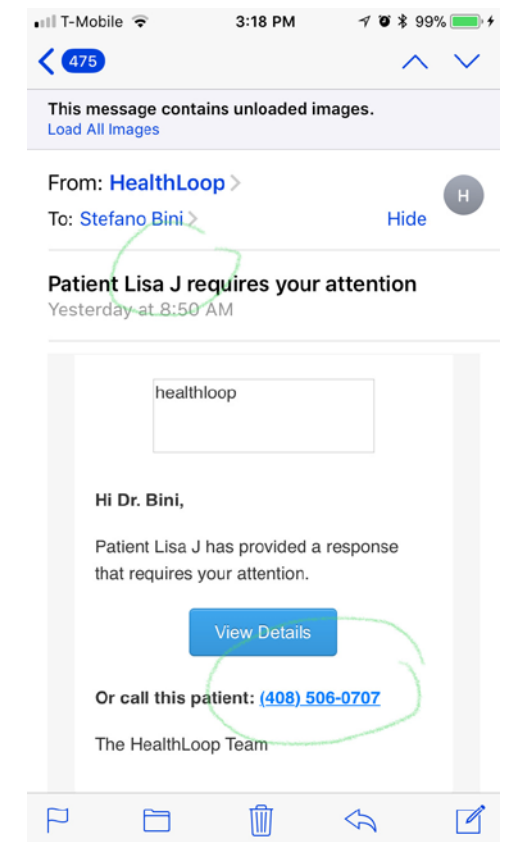 T-Mobile 3:18 PM 99%
475
This message contains unloaded images.
Load All Images
From: HealthLoop
H
To: Stefano Bini Hide
Patient Lisa J requires your attention
Yesterday at 8:50 AM
healthloop
Hi Dr. Bini,
Patient Lisa J has provided a response
that requires your attention.
View Details
Or call this patient: (408) 506-0707
The HealthLoop Team